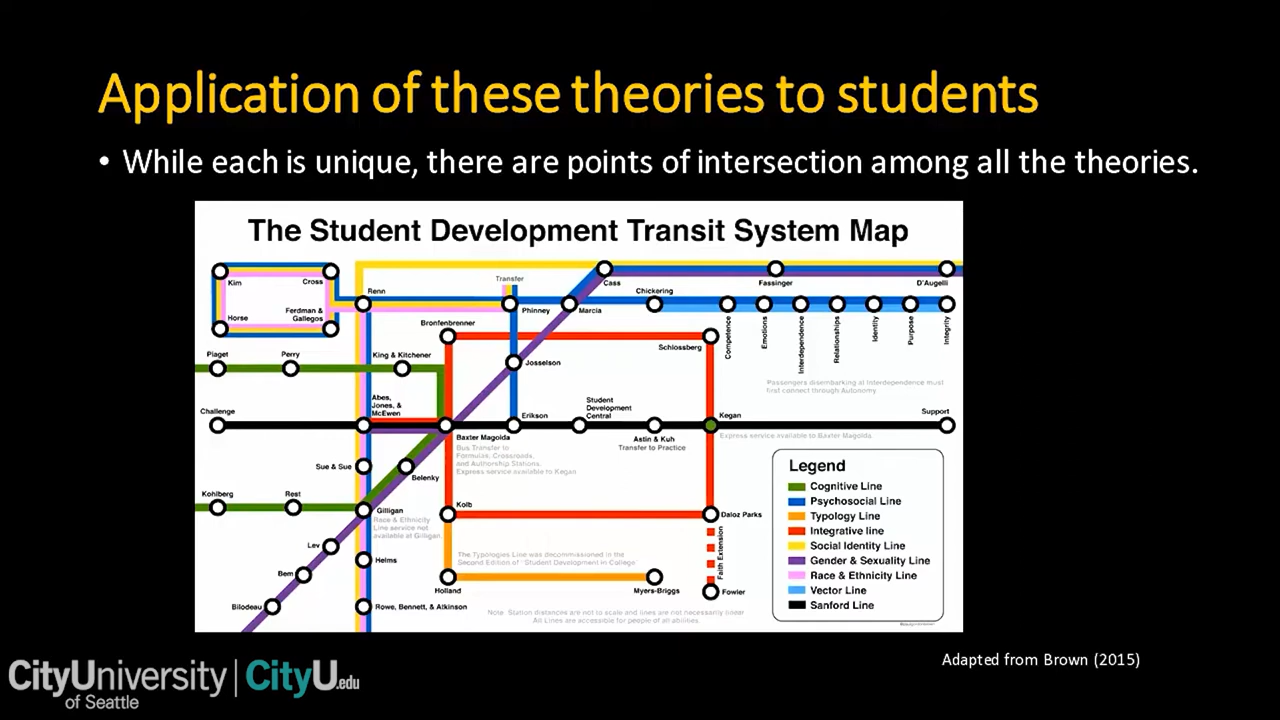 Application of these theories to students
• While each is unique, there are points of intersection among all the theories.
The Student Development Transit System Map
Kim
Cross
Horse
Ferdman &
Gallegos
Renn
Transfer
Phinney
Marcia
Cass
Fassinger
D'Augelli
Chickering
Competence
Emotions
Interdependence
Relationships
Identity
Purpose
Integrity
Passengers disembarking at Interdependence must
first connect through Autonomy
Bronfenbrenner
Schlossberg
Piaget
Perry
King & Kitchener
Josselson
Abes,
Jones, &
McEwen
Challenge
Baxter Magolda
Bus Transfer to
Formulas, Crossroads,
and Authorship Stations.
Express service available to Kegan
Erikson
Student
Development
Central
Astin & Kuh
Transfer to Practice
Kegan
Express service available to Baxter Magolda
Support
Sue & Sue
Belenky
Kohlberg
Rest
Gilligan
Race & Ethnicity
Line service not
available at Gilligan.
Kolb
Daloz Parks
Faith Extension
Fowler
Lev
Bem
Bilodeau
Helms
Rowe, Bennett, & Atkinson
The Typologies Line was decommissioned in the
Second Edition of "Student Development in College"
Holland
Myers-Briggs
Note: Station distances are not to scale and lines are not necessarily linear
All Lines are accessible for people of all abilities.
Legend
Cognitive Line
Psychosocial Line
Typology Line
Integrative line
Social Identity Line
Gender & Sexuality Line
Race & Ethnicity Line
Vector Line
Sanford Line
Adapted from Brown (2015)
CityUniversity
of Seattle
CityU.edu